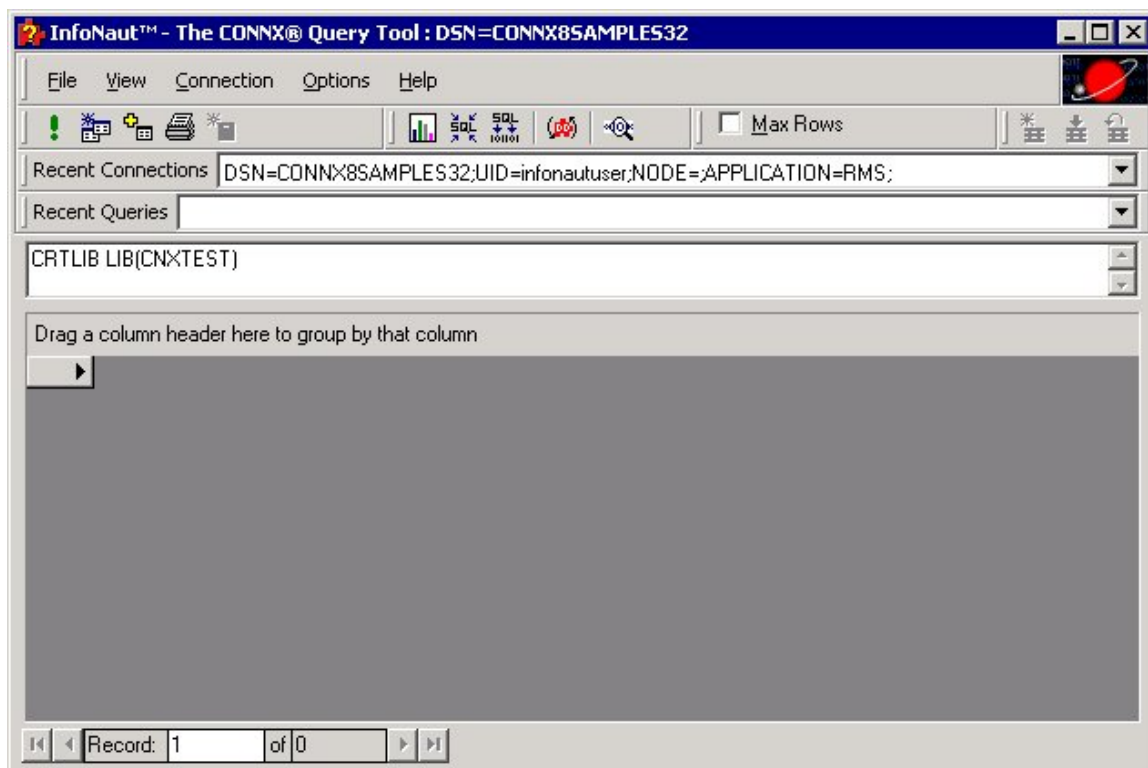 InfoNaut™ - The CONNX® Query Tool : DSN=CONNX8SAMPLES32
File View Connection Options Help
SQL SQL Max Rows
Recent Connections DSN=CONNX8SAMPLES32;UID=infonautuser;NODE=;APPLICATION=RMS;
Recent Queries
CRTLIB LIB(CNXTEST)
Drag a column header here to group by that column
Record: 1 of 0